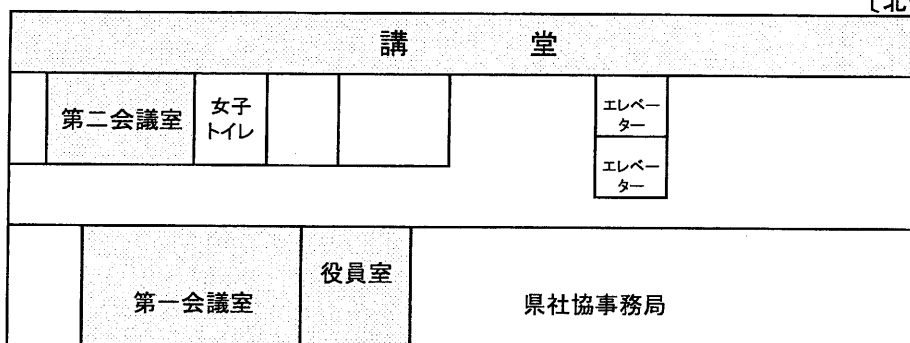 〔北
講　堂
第二会議室
女子
トイレ
エレベー
ター
エレベー
ター
第一会議室
役員室
県社協事務局